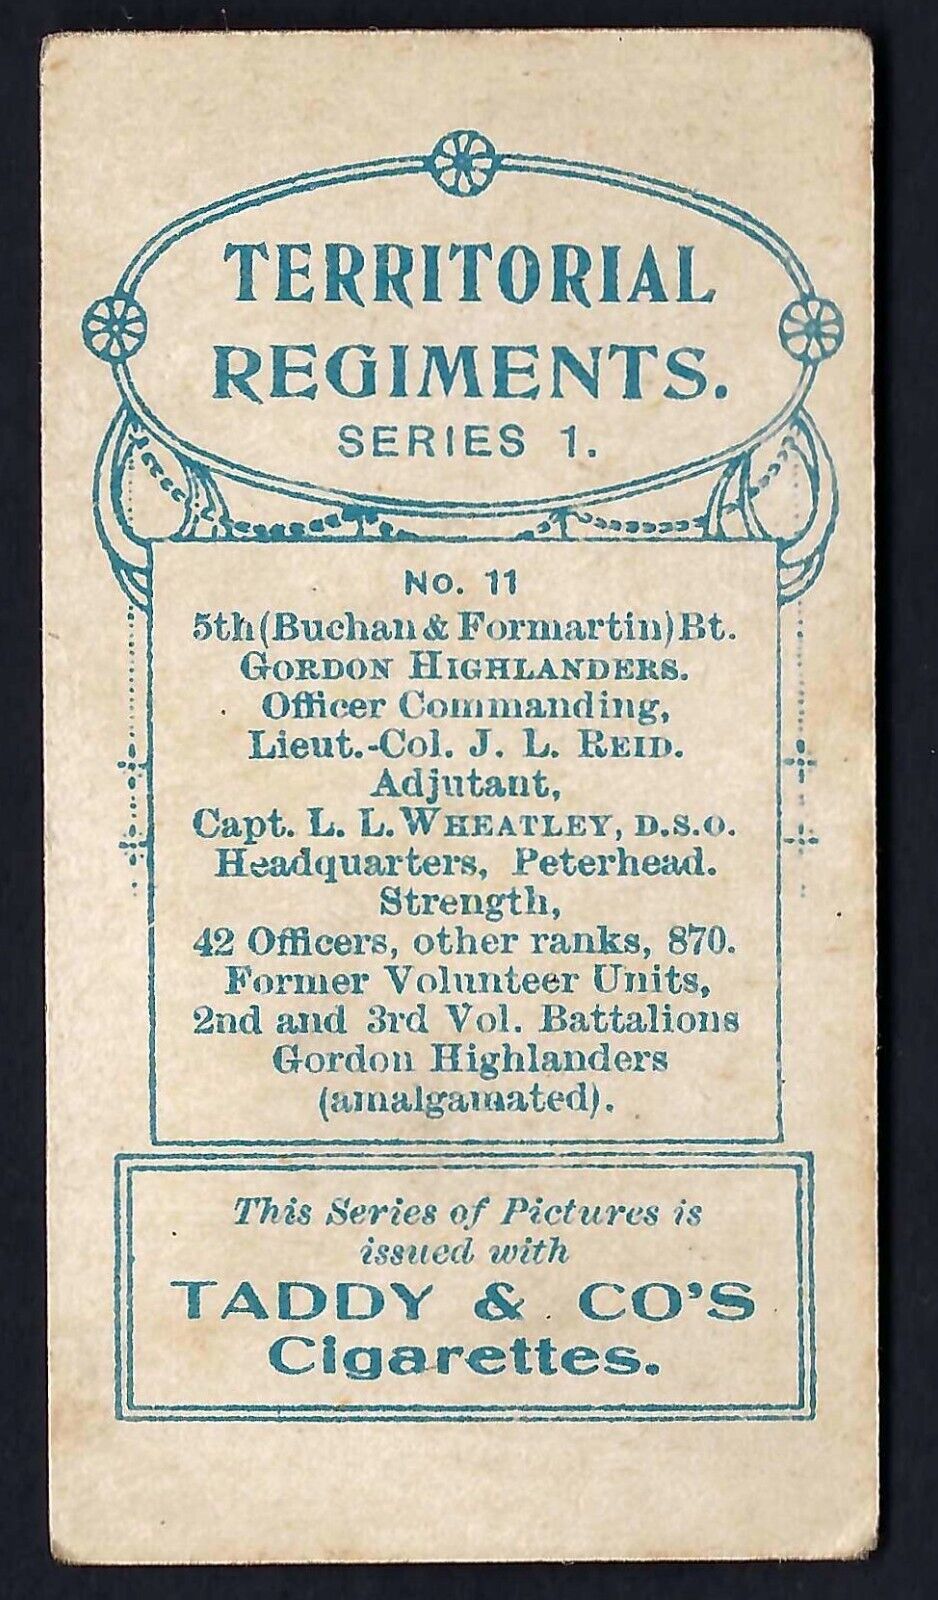 TERRITORIAL
REGIMENTS.
SERIES 1.
No. 11
5th (Buchan & Formartin) Bt.
GORDON HIGHLANDERS.
Officer Commanding,
Lieut.-Col. J. L. REID.
Adjutant,
Capt. L. L. WHEATLEY, D.S.O.
Headquarters, Peterhead.
Strength,
42 Officers, other ranks, 870.
Former Volunteer Units,
2nd and 3rd Vol. Battalions
Gordon Highlanders
(amalgamated).
This Series of Pictures is
issued with
TADDY & CO'S
Cigarettes.